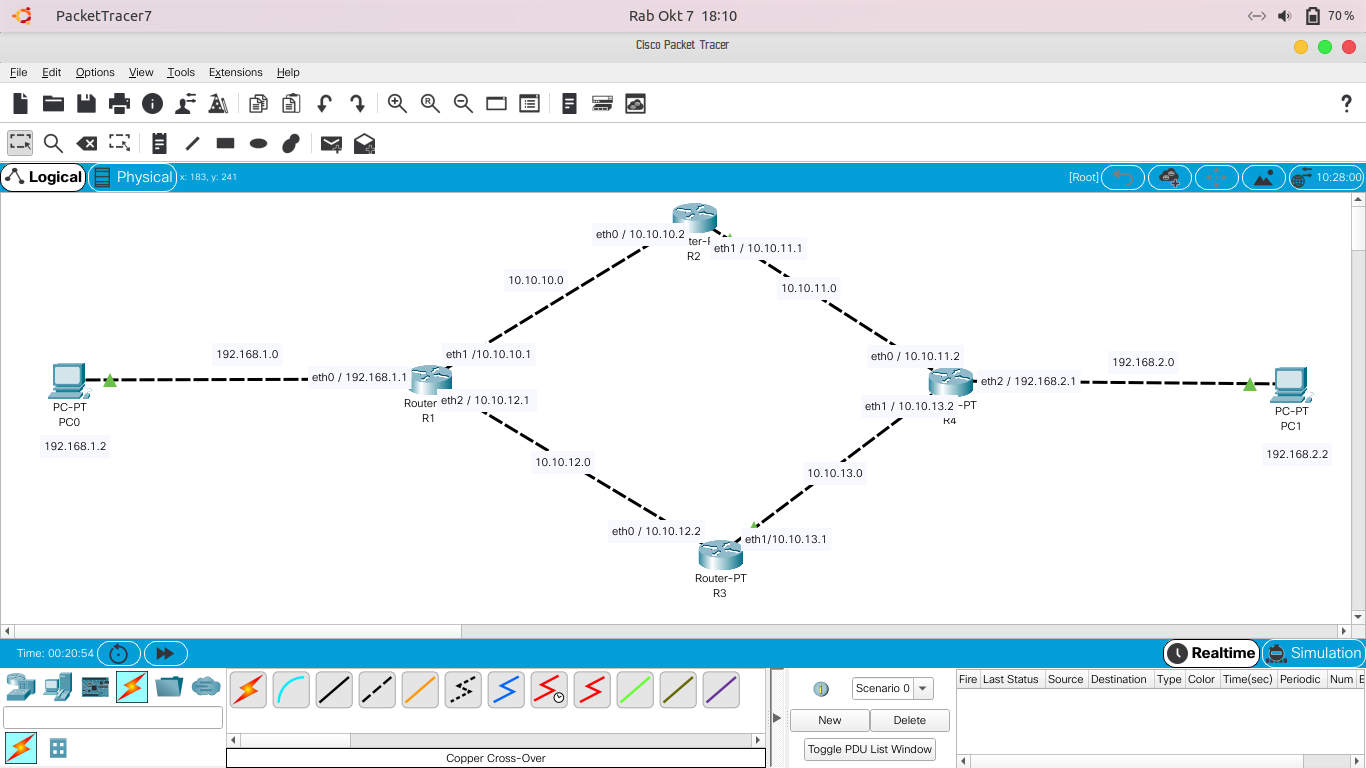 PacketTracer7
Rab Okt 7 18:10
70 %
Cisco Packet Tracer
File Edit Options View Tools Extensions Help
?
Logical
Physical
x: 183, y: 241
[Root]
10:28:00
eth0 / 10.10.10.2
ter-P
R2
eth1 / 10.10.11.1
10.10.10.0
10.10.11.0
192.168.1.0
eth1 /10.10.10.1
eth0 / 10.10.11.2
192.168.2.0
eth0 / 192.168.1.1
eth2 / 192.168.2.1
PC-PT
PC0
192.168.1.2
Router
R1
eth2 / 10.10.12.1
eth1 / 10.10.13.2
-PT
R4
PC-PT
PC1
192.168.2.2
10.10.12.0
10.10.13.0
eth0 / 10.10.12.2
eth1/10.10.13.1
Router-PT
R3
Time: 00:20:54
Realtime
Simulation
Scenario 0
New
Delete
Toggle PDU List Window
Copper Cross-Over
Fire Last Status Source Destination Type Color Time(sec) Periodic Num E